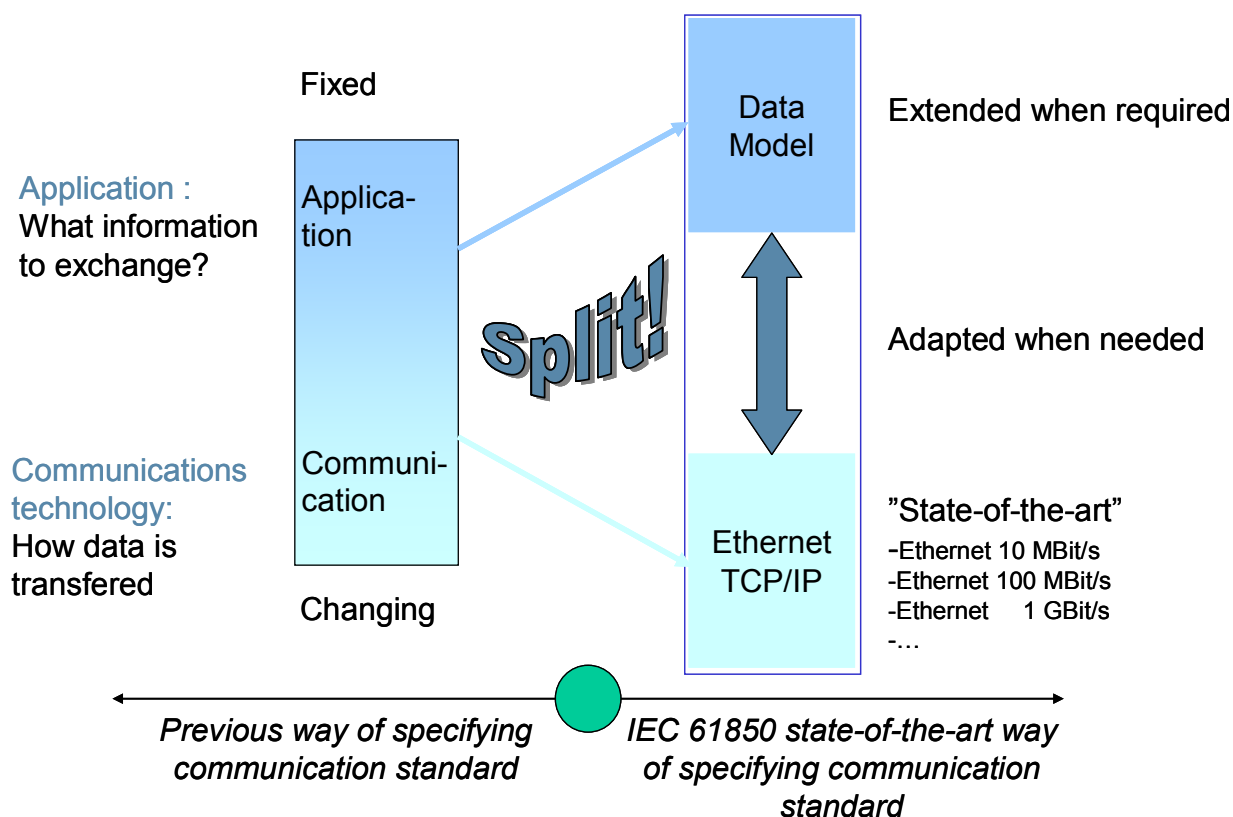 Fixed
Application :
What information
to exchange?
Applica-
tion
Communi-
cation
Communications
technology:
How data is
transfered
Changing
Split!
Data
Model
Ethernet
TCP/IP
Extended when required
Adapted when needed
”State-of-the-art”
-Ethernet 10 MBit/s
-Ethernet 100 MBit/s
-Ethernet 1 GBit/s
-...
Previous way of specifying
communication standard
IEC 61850 state-of-the-art way
of specifying communication
standard